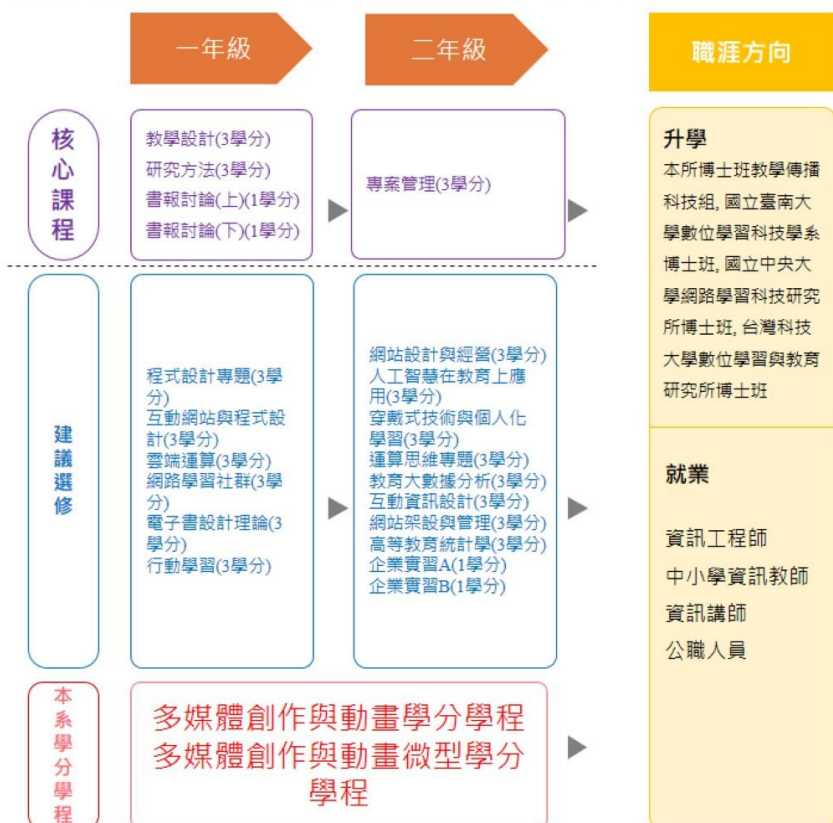 一年級
二年級
職涯方向
核心課程
教學設計(3學分)
研究方法(3學分)
書報討論(上)(1學分)
書報討論(下)(1學分)
專案管理(3學分)
建議選修
程式設計專題(3學
分)
互動網站與程式設
計(3學分)
雲端運算(3學分)
網路學習社群(3學
分)
電子書設計理論(3
學分)
行動學習(3學分)
網站設計與經營(3學分)
人工智慧在教育上應
用(3學分)
穿戴式技術與個人化
學習(3學分)
運算思維專題(3學分)
教育大數據分析(3學分)
互動資訊設計(3學分)
網站架設與管理(3學分)
高等教育統計學(3學分)
企業實習A(1學分)
企業實習B(1學分)
本系學分學程
多媒體創作與動畫學分學程
多媒體創作與動畫微型學分
學程
升學
本所博士班教學傳播
科技組, 國立臺南大
學數位學習科技學系
博士班, 國立中央大
學網路學習科技研究
所博士班, 台灣科技
大學數位學習與教育
研究所博士班
就業
資訊工程師
中小學資訊教師
資訊講師
公職人員